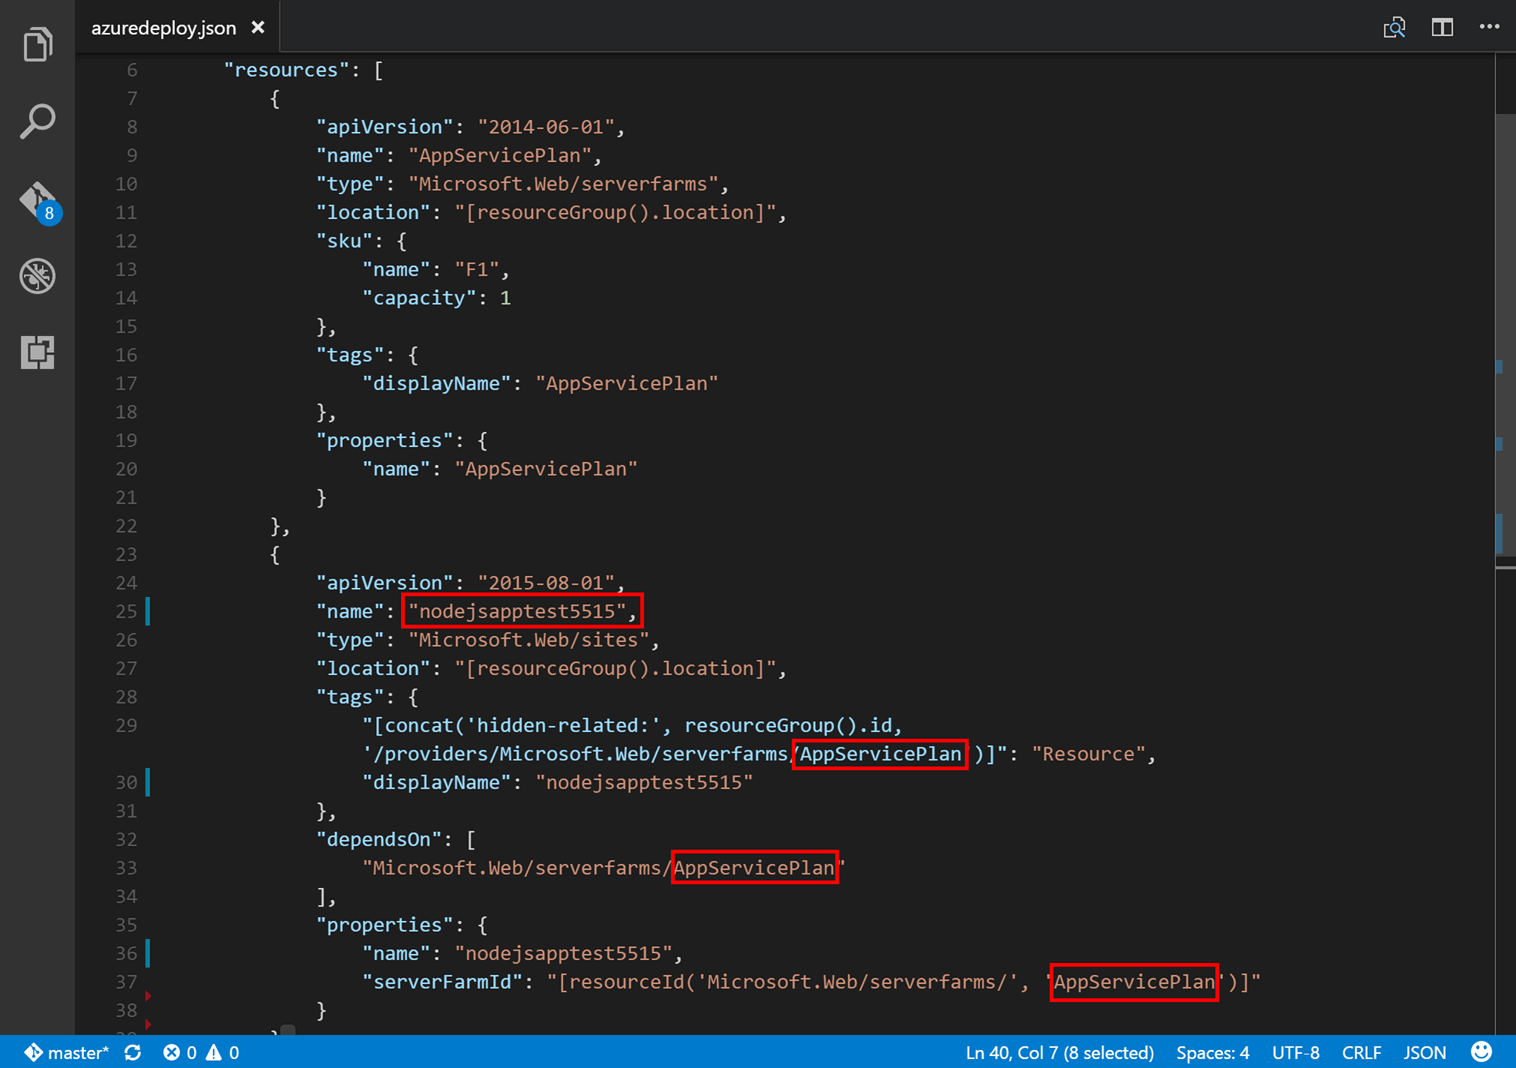 azuredeploy.json
6 "resources": [
7 {
8 "apiVersion": "2014-06-01",
9 "name": "AppServicePlan",
10 "type": "Microsoft.Web/serverfarms",
11 "location": "[resourceGroup().location]",
12 "sku": {
13 "name": "F1",
14 "capacity": 1
15 },
16 "tags": {
17 "displayName": "AppServicePlan"
18 },
19 "properties": {
20 "name": "AppServicePlan"
21 }
22 },
23 {
24 "apiVersion": "2015-08-01",
25 "name": "nodejsapptest5515",
26 "type": "Microsoft.Web/sites",
27 "location": "[resourceGroup().location]",
28 "tags": {
29 "[concat('hidden-related:', resourceGroup().id,
'/providers/Microsoft.Web/serverfarms/AppServicePlan')]": "Resource",
30 "displayName": "nodejsapptest5515"
31 },
32 "dependsOn": [
33 "Microsoft.Web/serverfarms/AppServicePlan"
34 ],
35 "properties": {
36 "name": "nodejsapptest5515",
37 "serverFarmId": "[resourceId('Microsoft.Web/serverfarms/', 'AppServicePlan')]"
38 }
8
master* 0 0 Ln 40, Col 7 (8 selected) Spaces: 4 UTF-8 CRLF JSON